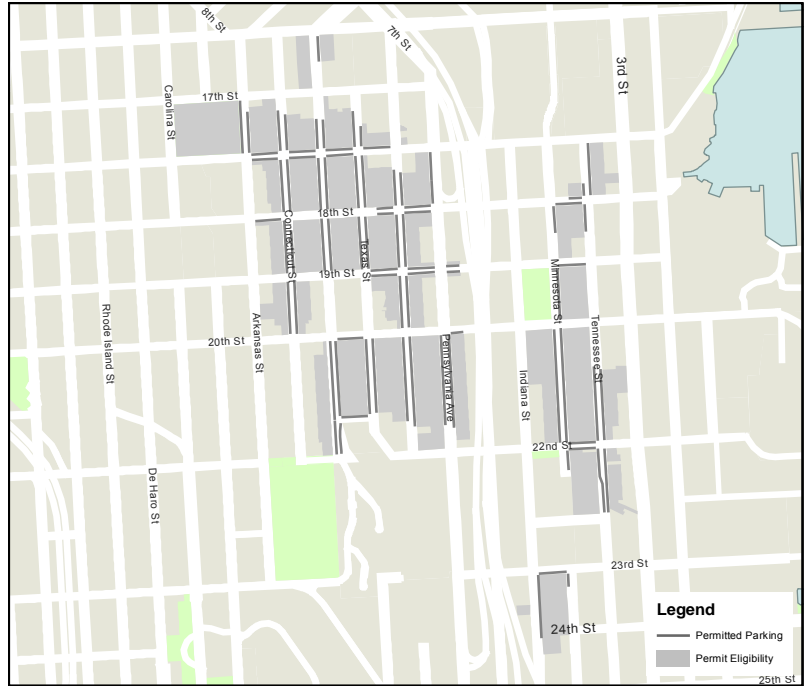 8th St
7th St
3rd St
Carolina St
17th St
18th St
Connecticut St
Texas St
19th St
Minnesota St
Rhode Island St
Arkansas St
20th St
Pennsylvania Ave
Tennessee St
Indiana St
22nd St
De Haro St
23rd St
24th St
25th St
Legend
Permitted Parking
Permit Eligibility